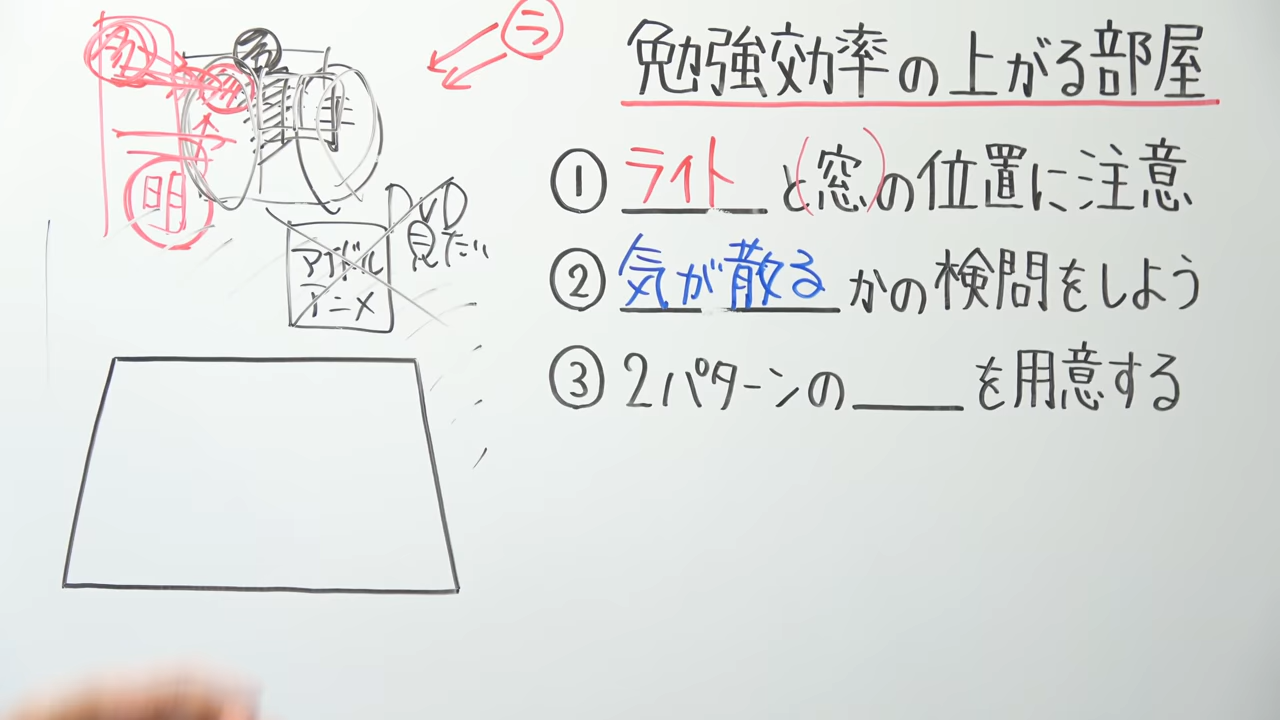 勉強効率の上がる部屋
①ライトと(窓)の位置に注意
②気が散るかの検問をしよう
③2パターンの____を用意する
ラ
明
DVD
見たい
アイドル
アニメ